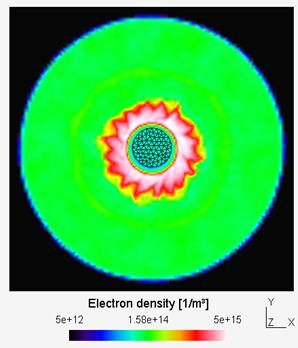 Electron density [1/m³]
5e+12 1.58e+14 5e+15
Y
Z X